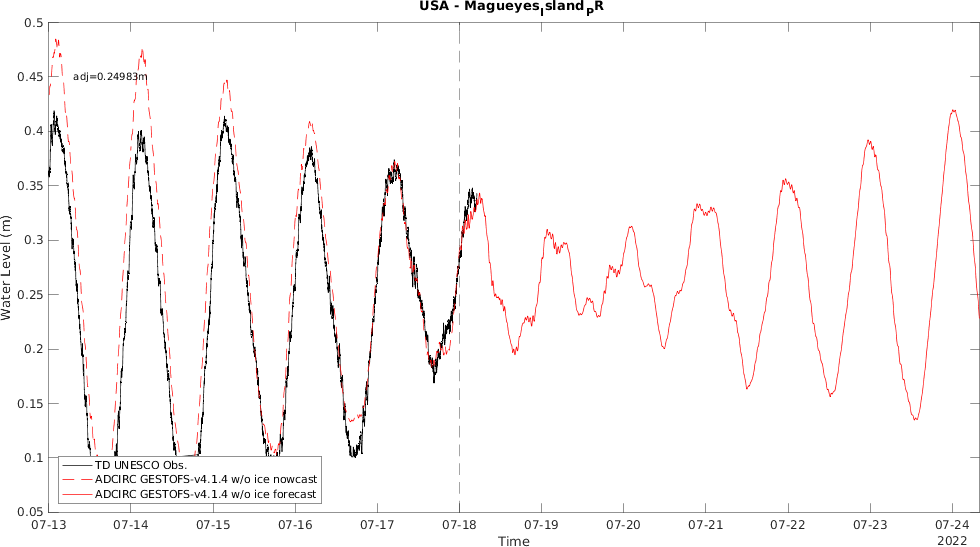 USA - Magueyes_Island_PR
0.5
0.45
0.4
0.35
0.3
0.25
0.2
0.15
0.1
0.05
Water Level (m)
adj=0.24983m
TD UNESCO Obs.
ADCIRC GESTOFS-v4.1.4 w/o ice nowcast
ADCIRC GESTOFS-v4.1.4 w/o ice forecast
07-13 07-14 07-15 07-16 07-17 07-18 07-19 07-20 07-21 07-22 07-23 07-24
2022
Time